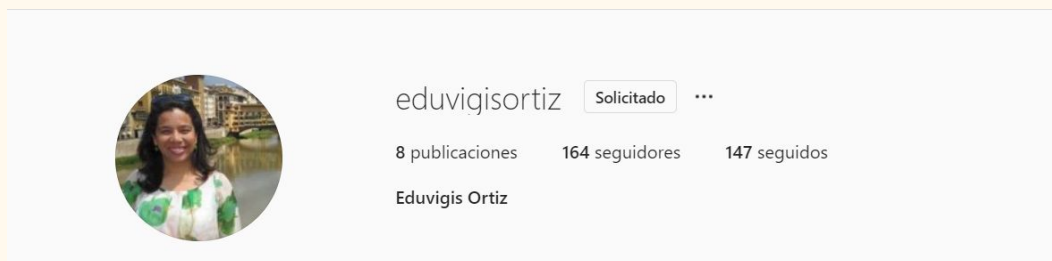 eduvigisortiz Solicitado ...
8 publicaciones 164 seguidores 147 seguidos
Eduvigis Ortiz